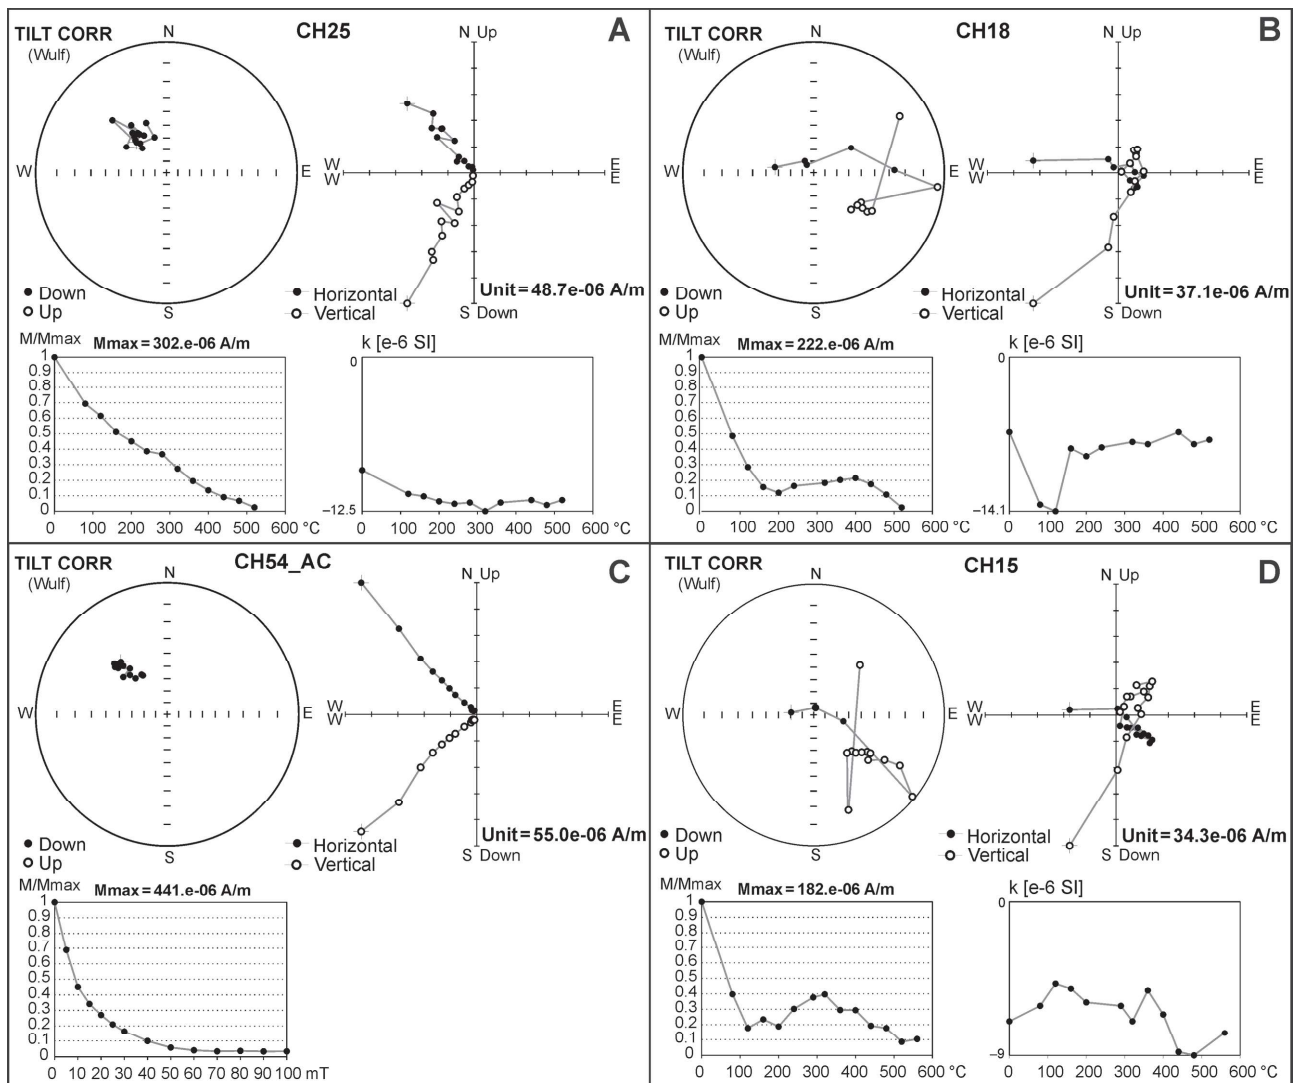 TILT CORR
(Wulf)
CH25
A
N
W
E
S
N Up
W
W
E
E
S Down
● Down
○ Up
Horizontal
Vertical
Unit = 48.7e-06 A/m
M/Mmax
Mmax = 302.e-06 A/m
1
0.9
0.8
0.7
0.6
0.5
0.4
0.3
0.2
0.1
0
0 100 200 300 400 500 600 °C
k [e-6 SI]
0
−12.5
0 100 200 300 400 500 600 °C
TILT CORR
(Wulf)
CH18
B
N
W
E
S
N Up
W
W
E
E
S Down
● Down
○ Up
Horizontal
Vertical
Unit = 37.1e-06 A/m
M/Mmax
Mmax = 222.e-06 A/m
1
0.9
0.8
0.7
0.6
0.5
0.4
0.3
0.2
0.1
0
0 100 200 300 400 500 600 °C
k [e-6 SI]
0
−14.1
0 100 200 300 400 500 600 °C
TILT CORR
(Wulf)
CH54_AC
C
N
W
E
S
N Up
W
W
E
E
S Down
● Down
○ Up
Horizontal
Vertical
Unit = 55.0e-06 A/m
M/Mmax
Mmax = 441.e-06 A/m
1
0.9
0.8
0.7
0.6
0.5
0.4
0.3
0.2
0.1
0
0 10 20 30 40 50 60 70 80 90 100 mT
TILT CORR
(Wulf)
CH15
D
N
W
E
S
N Up
W
W
E
E
S Down
● Down
○ Up
Horizontal
Vertical
Unit = 34.3e-06 A/m
M/Mmax
Mmax = 182.e-06 A/m
1
0.9
0.8
0.7
0.6
0.5
0.4
0.3
0.2
0.1
0
0 100 200 300 400 500 600 °C
k [e-6 SI]
0
−9
0 100 200 300 400 500 600 °C